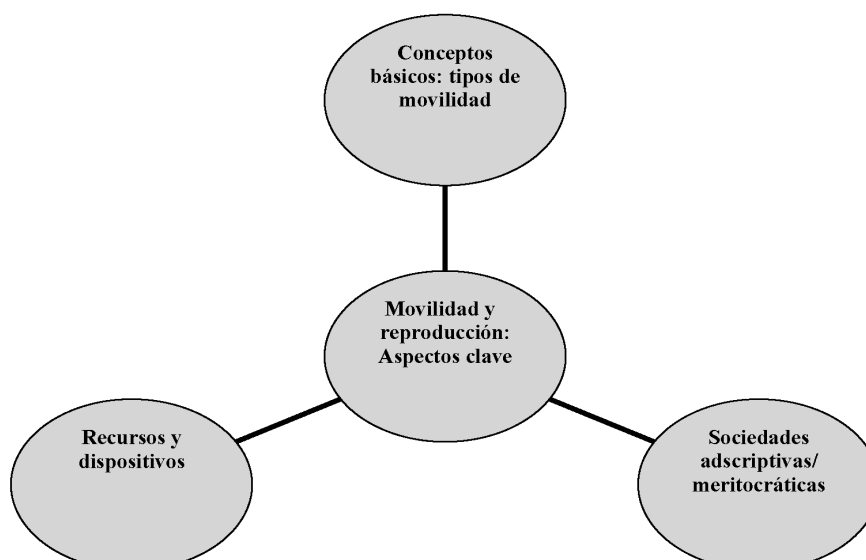 Conceptos
básicos: tipos de
movilidad
Movilidad y
reproducción:
Aspectos clave
Recursos y
dispositivos
Sociedades
adscriptivas/
meritocráticas